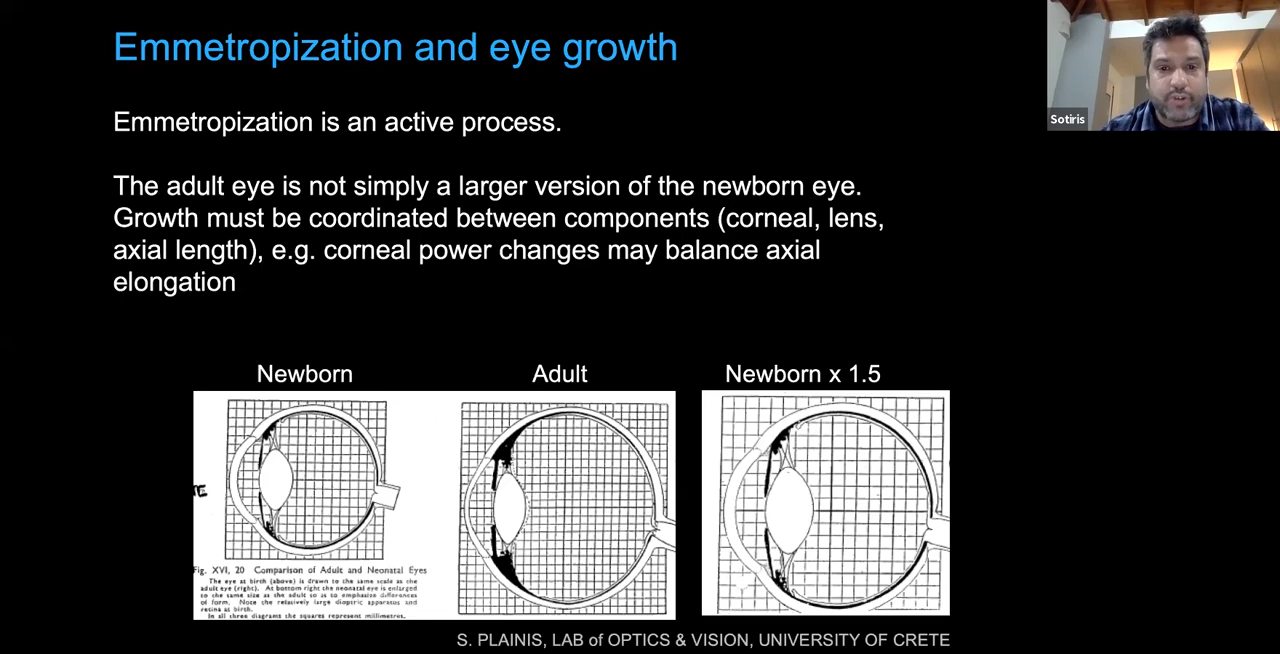 Emmetropization and eye growth
Sotiris
Emmetropization is an active process.
The adult eye is not simply a larger version of the newborn eye.
Growth must be coordinated between components (corneal, lens,
axial length), e.g. corneal power changes may balance axial
elongation
Newborn
Adult
Newborn x 1.5
Fig. XVI, 20 Comparison of Adult and Neonatal Eyes
The eye at birth (above) is drawn to the same scale as the
adult eye (right). At bottom right the neonatal eye is enlarged
to the same size as the adult so as to emphasize differences
of form. Note the relatively large dioptric apparatus and
retina at birth.
In all three diagrams the squares represent millimetres.
S. PLAINIS, LAB of OPTICS & VISION, UNIVERSITY OF CRETE